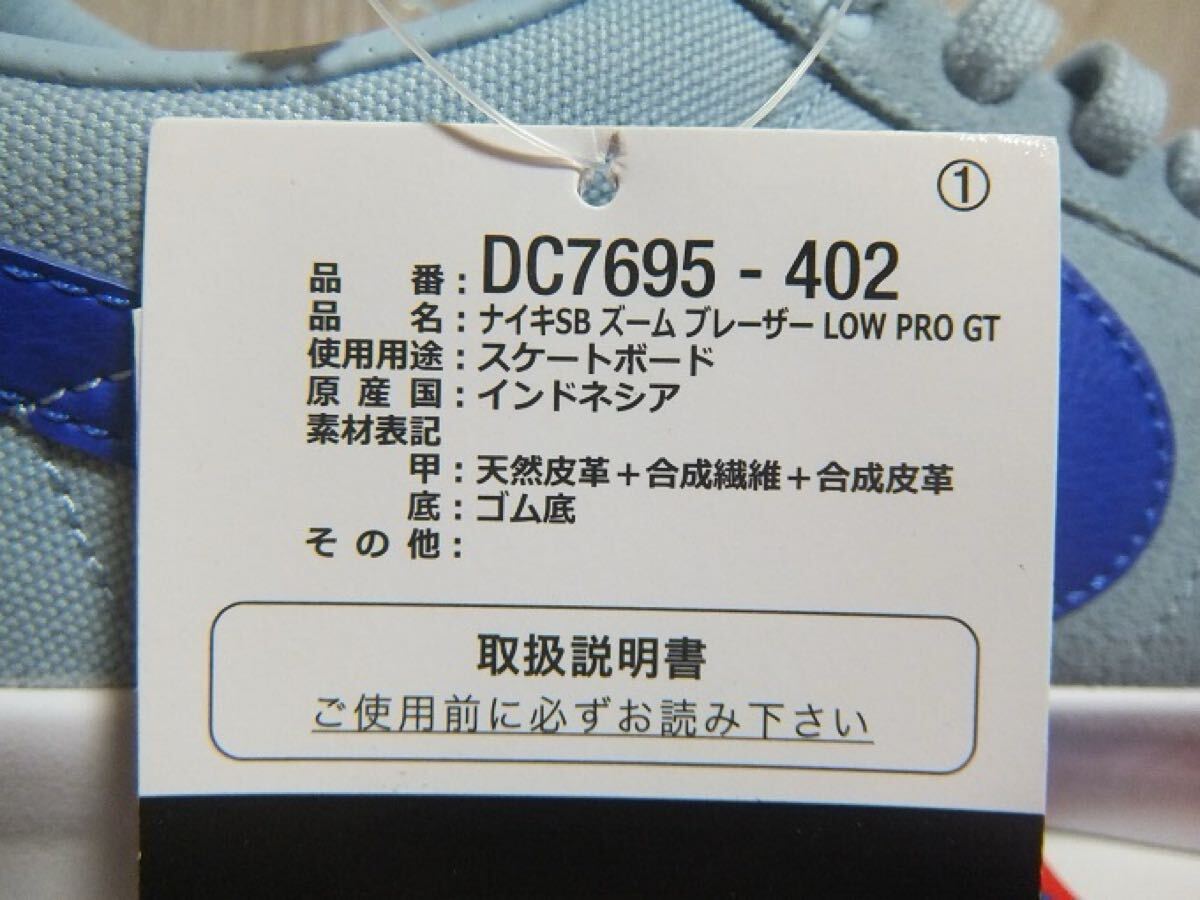 ①
品番：DC7695 - 402
品名：ナイキSB ズーム ブレーザー LOW PRO GT
使用用途：スケートボード
原産国：インドネシア
素材表記
甲：天然皮革＋合成繊維＋合成皮革
底：ゴム底
その他：
取扱説明書
ご使用前に必ずお読み下さい